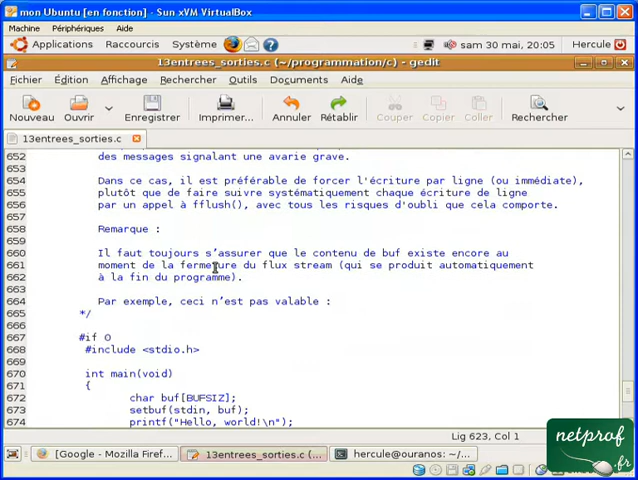 mon Ubuntu [en fonction] - Sun xVM VirtualBox
Machine Périphériques Aide
Applications Raccourcis Système sam 30 mai, 20:05 Hercule
13entrees_sorties.c (~/programmation/c) - gedit
Fichier Édition Affichage Rechercher Outils Documents Aide
Nouveau Ouvrir Enregistrer Imprimer... Annuler Rétablir Couper Copier Coller Rechercher
13entrees_sorties.c
652 des messages signalant une avarie grave.
653
654 Dans ce cas, il est préférable de forcer l'écriture par ligne (ou immédiate),
655 plutôt que de faire suivre systématiquement chaque écriture de ligne
656 par un appel à fflush(), avec tous les risques d'oubli que cela comporte.
657
658 Remarque :
659
660 Il faut toujours s’assurer que le contenu de buf existe encore au
661 moment de la fermeture du flux stream (qui se produit automatiquement
662 à la fin du programme).
663
664 Par exemple, ceci n’est pas valable :
665 */
666
667 #if 0
668 #include <stdio.h>
669
670 int main(void)
671 {
672 char buf[BUFSIZ];
673 setbuf(stdin, buf);
674 printf("Hello, world!\n");
Lig 623, Col 1
[Google - Mozilla Firef... 13entrees_sorties.c (... hercule@ouranos: ~/...
netprof
.fr